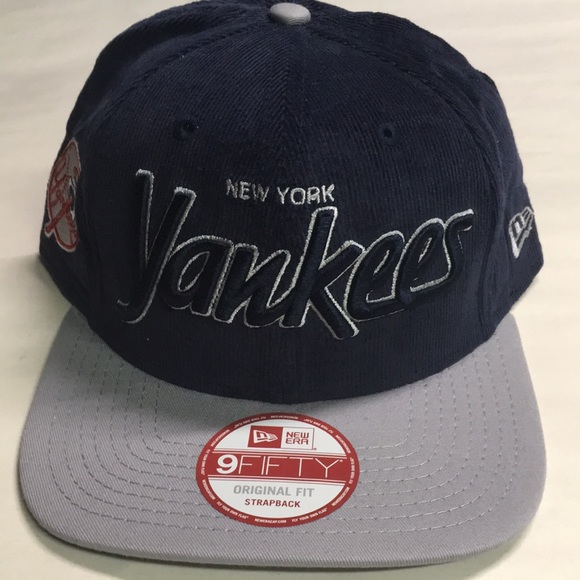 NEW YORK
Yankees
NEW ERA
9FIFTY
ORIGINAL FIT
STRAPBACK